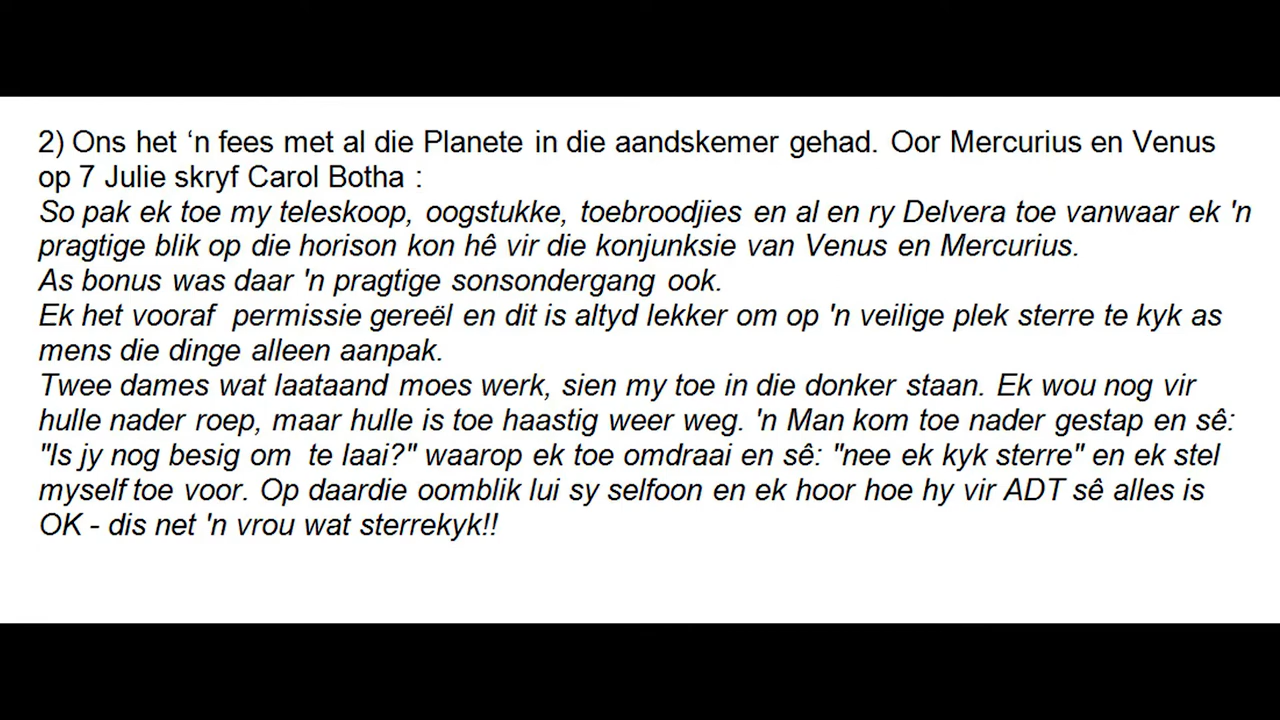 2) Ons het ‘n fees met al die Planete in die aandskemer gehad. Oor Mercurius en Venus
op 7 Julie skryf Carol Botha :
So pak ek toe my teleskoop, oogstukke, toebroodjies en al en ry Delvera toe vanwaar ek 'n
pragtige blik op die horison kon hê vir die konjunksie van Venus en Mercurius.
As bonus was daar 'n pragtige sonsondergang ook.
Ek het vooraf  permissie gereël en dit is altyd lekker om op 'n veilige plek sterre te kyk as
mens die dinge alleen aanpak.
Twee dames wat laataand moes werk, sien my toe in die donker staan. Ek wou nog vir
hulle nader roep, maar hulle is toe haastig weer weg. 'n Man kom toe nader gestap en sê:
"Is jy nog besig om  te laai?" waarop ek toe omdraai en sê: "nee ek kyk sterre" en ek stel
myself toe voor. Op daardie oomblik lui sy selfoon en ek hoor hoe hy vir ADT sê alles is
OK - dis net 'n vrou wat sterrekyk!!